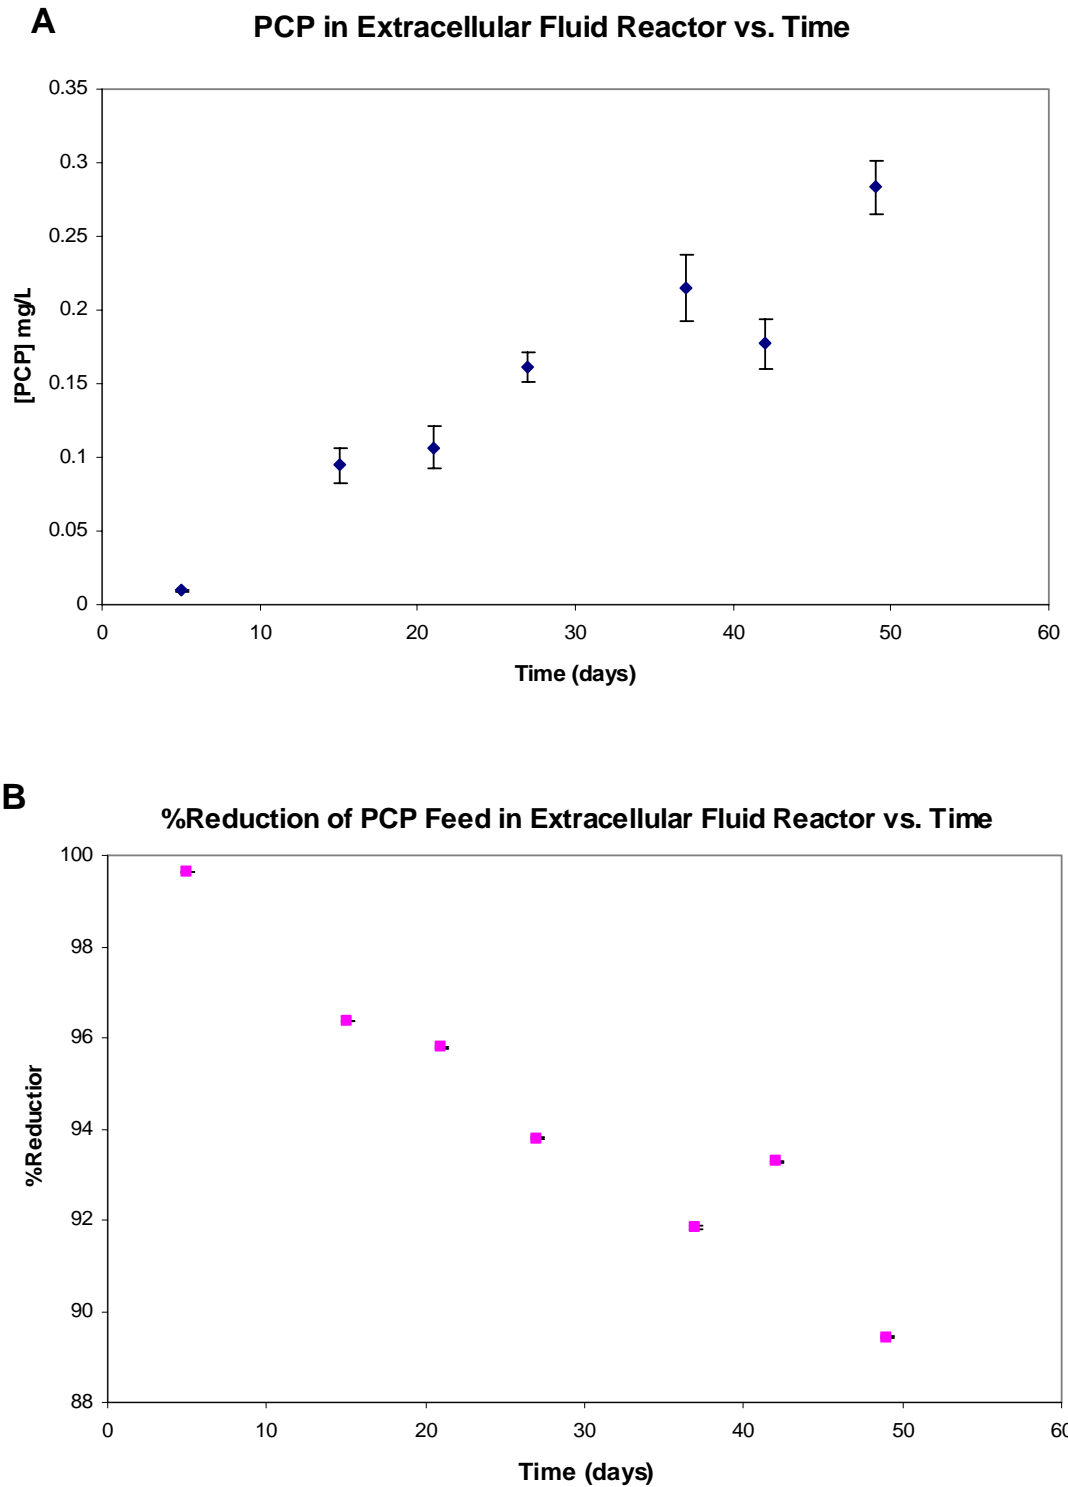 A
PCP in Extracellular Fluid Reactor vs. Time
0.35
0.3
0.25
0.2
0.15
0.1
0.05
0
[PCP] mg/L
0 10 20 30 40 50 60
Time (days)
B
%Reduction of PCP Feed in Extracellular Fluid Reactor vs. Time
100
98
96
94
92
90
88
%Reductior
0 10 20 30 40 50 60
Time (days)